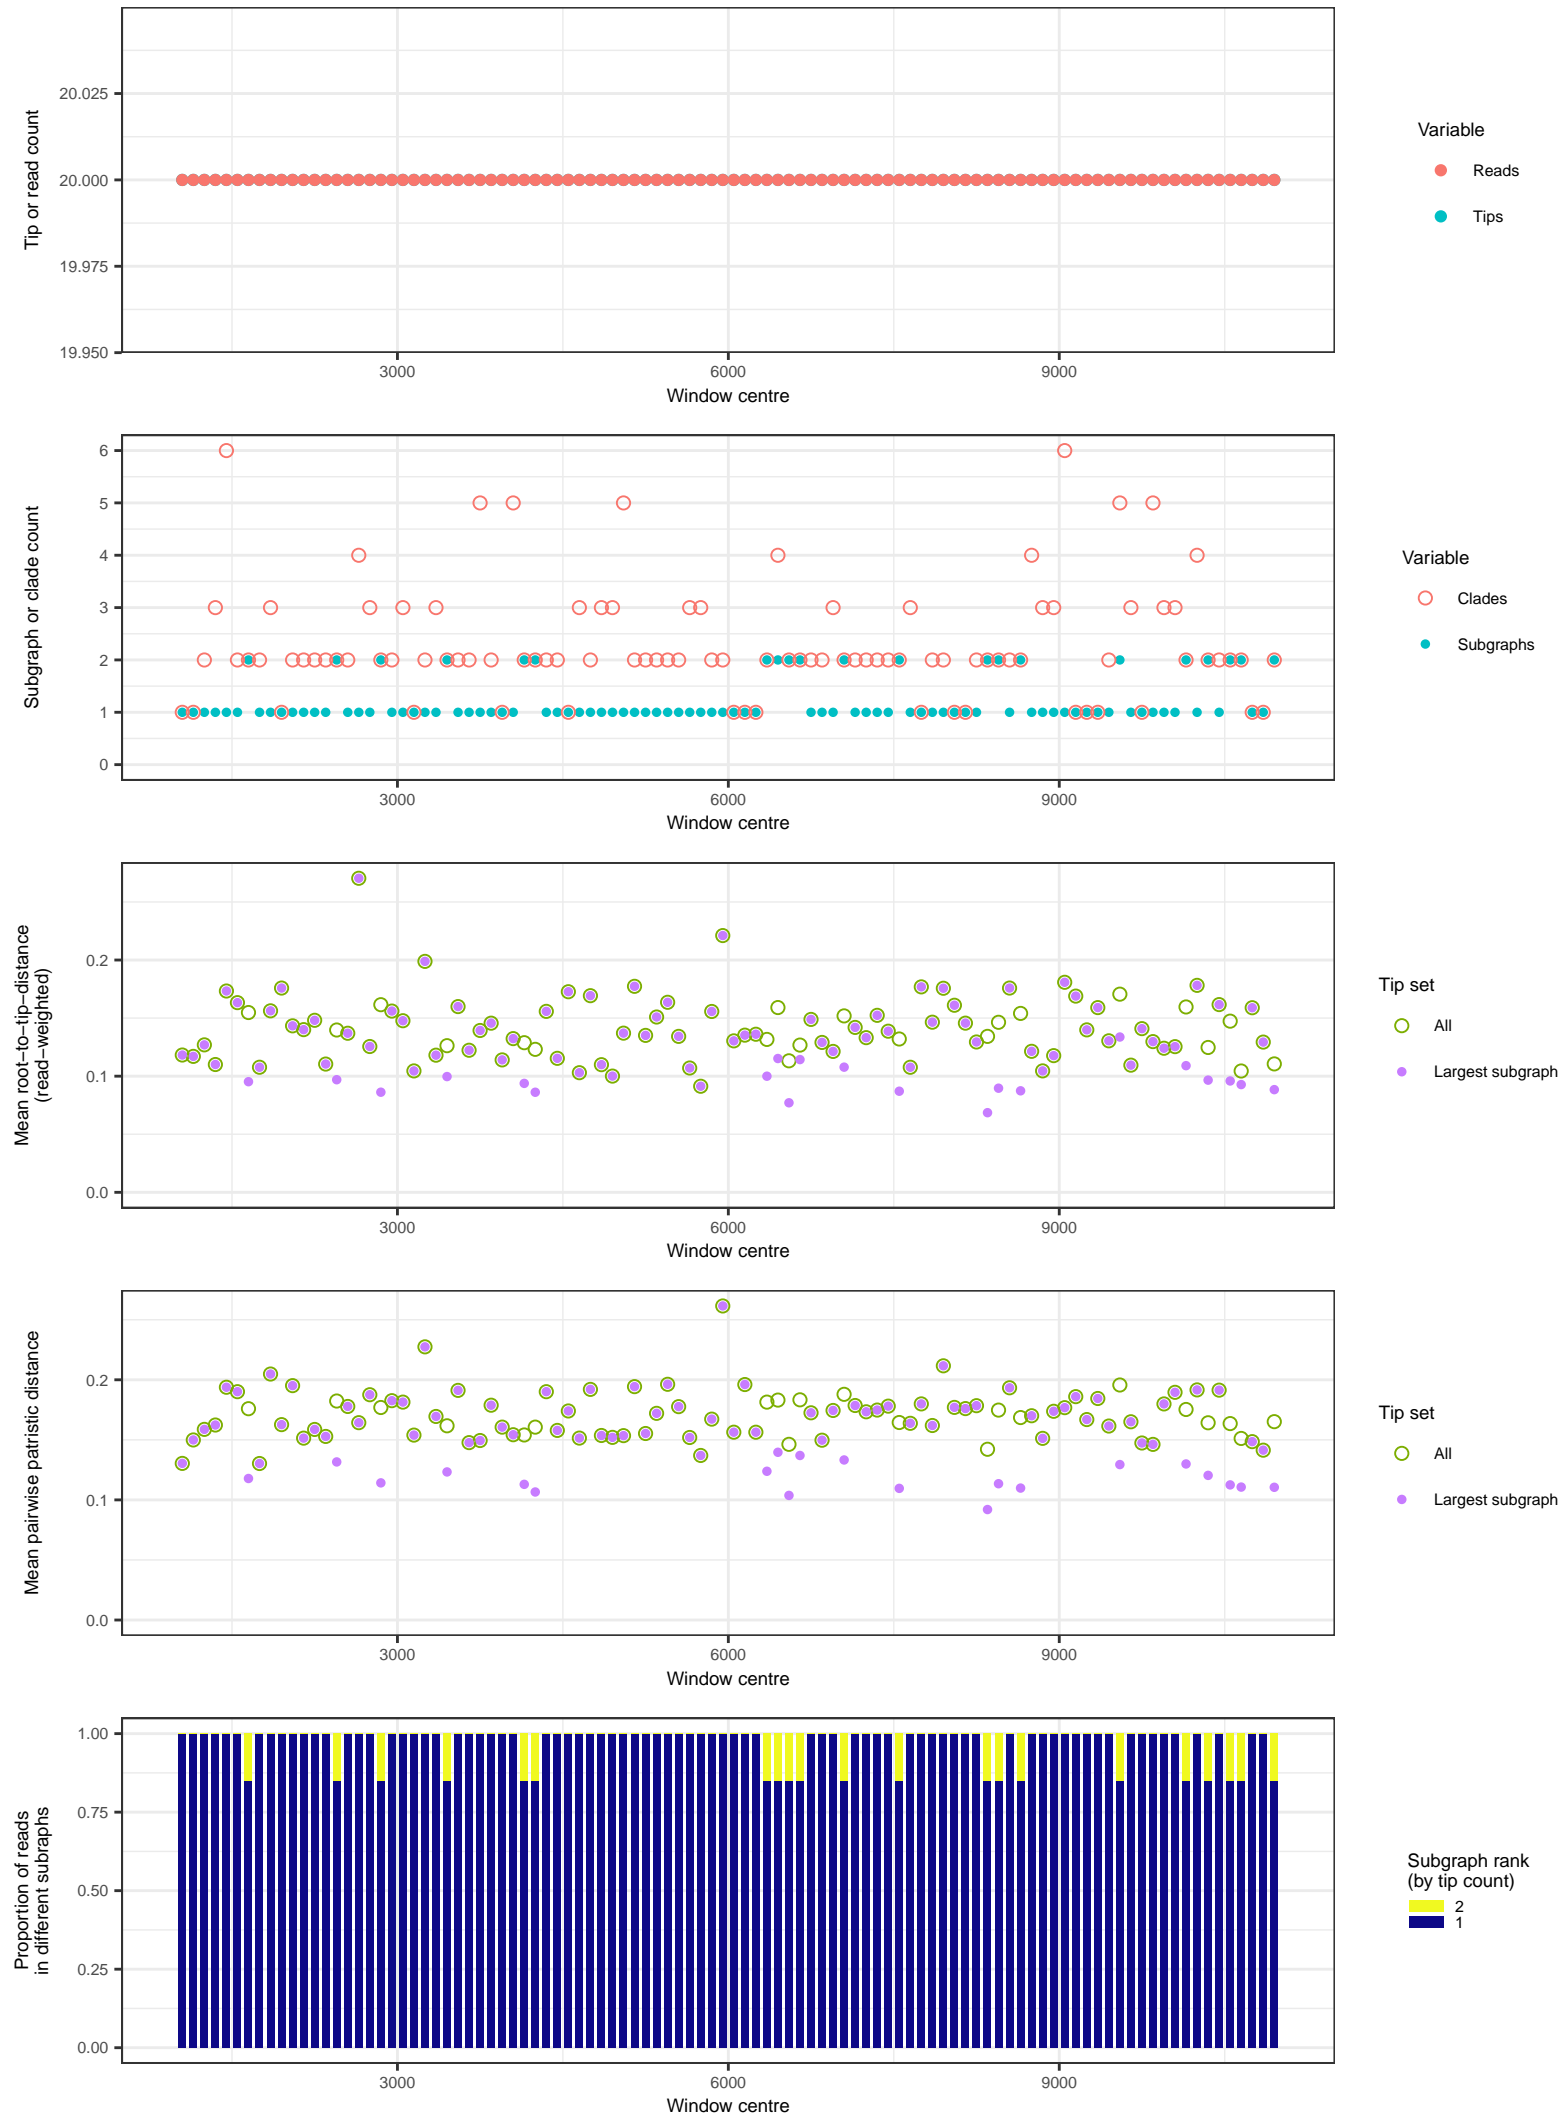 20.025
20.000
19.975
19.950
Tip or read count
3000
6000
9000
Window centre
Variable
Reads
Tips
6
5
4
3
2
1
0
Subgraph or clade count
3000
6000
9000
Window centre
Variable
Clades
Subgraphs
0.2
0.1
0.0
Mean root−to−tip−distance
(read−weighted)
3000
6000
9000
Window centre
Tip set
All
Largest subgraph
0.2
0.1
0.0
Mean pairwise patristic distance
3000
6000
9000
Window centre
Tip set
All
Largest subgraph
1.00
0.75
0.50
0.25
0.00
Proportion of reads
in different subraphs
3000
6000
9000
Window centre
Subgraph rank
(by tip count)
2
1